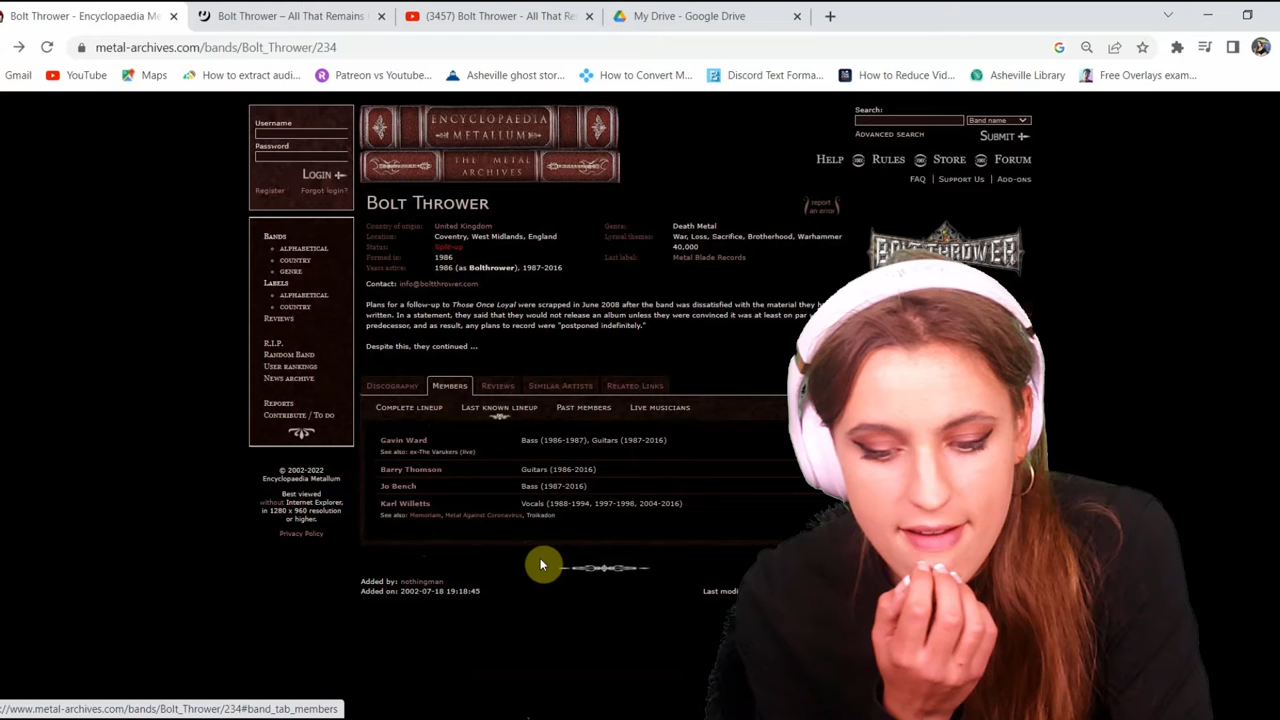 Bolt Thrower - Encyclopaedia Me
Bolt Thrower – All That Remains
(3457) Bolt Thrower - All That Re
My Drive - Google Drive
metal-archives.com/bands/Bolt_Thrower/234
Gmail YouTube Maps How to extract audi... Patreon vs Youtube... Asheville ghost stor... How to Convert M... Discord Text Forma... How to Reduce Vid... Asheville Library Free Overlays exam...
Username
Password
LOGIN
Register Forgot login?
ENCYCLOPAEDIA
METALLUM
THE METAL
ARCHIVES
Search:
Band name
ADVANCED SEARCH SUBMIT
HELP RULES STORE FORUM
FAQ | Support Us | Add-ons
BANDS
ALPHABETICAL
COUNTRY
GENRE
LABELS
ALPHABETICAL
COUNTRY
REVIEWS
R.I.P.
RANDOM BAND
USER RANKINGS
NEWS ARCHIVE
REPORTS
CONTRIBUTE / TO DO
© 2002-2022
Encyclopaedia Metallum
Best viewed
without Internet Explorer,
in 1280 x 960 resolution
or higher.
Privacy Policy
BOLT THROWER
report
an error
Country of origin: United Kingdom
Location: Coventry, West Midlands, England
Status: Split-up
Formed in: 1986
Years active: 1986 (as Bolthrower), 1987-2016
Genre: Death Metal
Lyrical themes: War, Loss, Sacrifice, Brotherhood, Warhammer
40,000
Last label: Metal Blade Records
BOLT THROWER
Contact: info@boltthrower.com
Plans for a follow-up to Those Once Loyal were scrapped in June 2008 after the band was dissatisfied with the material they
written. In a statement, they said that they would not release an album unless they were convinced it was at least on par
predecessor, and as result, any plans to record were "postponed indefinitely."
Despite this, they continued ...
DISCOGRAPHY MEMBERS REVIEWS SIMILAR ARTISTS RELATED LINKS
COMPLETE LINEUP LAST KNOWN LINEUP PAST MEMBERS LIVE MUSICIANS
Gavin Ward Bass (1986-1987), Guitars (1987-2016)
See also: ex-The Varukers (live)
Barry Thomson Guitars (1986-2016)
Jo Bench Bass (1987-2016)
Karl Willetts Vocals (1988-1994, 1997-1998, 2004-2016)
See also: Memoriam, Metal Against Coronavirus, Troikadon
Added by: nothingman
Added on: 2002-07-18 19:18:45
Last modi
://www.metal-archives.com/bands/Bolt_Thrower/234#band_tab_members